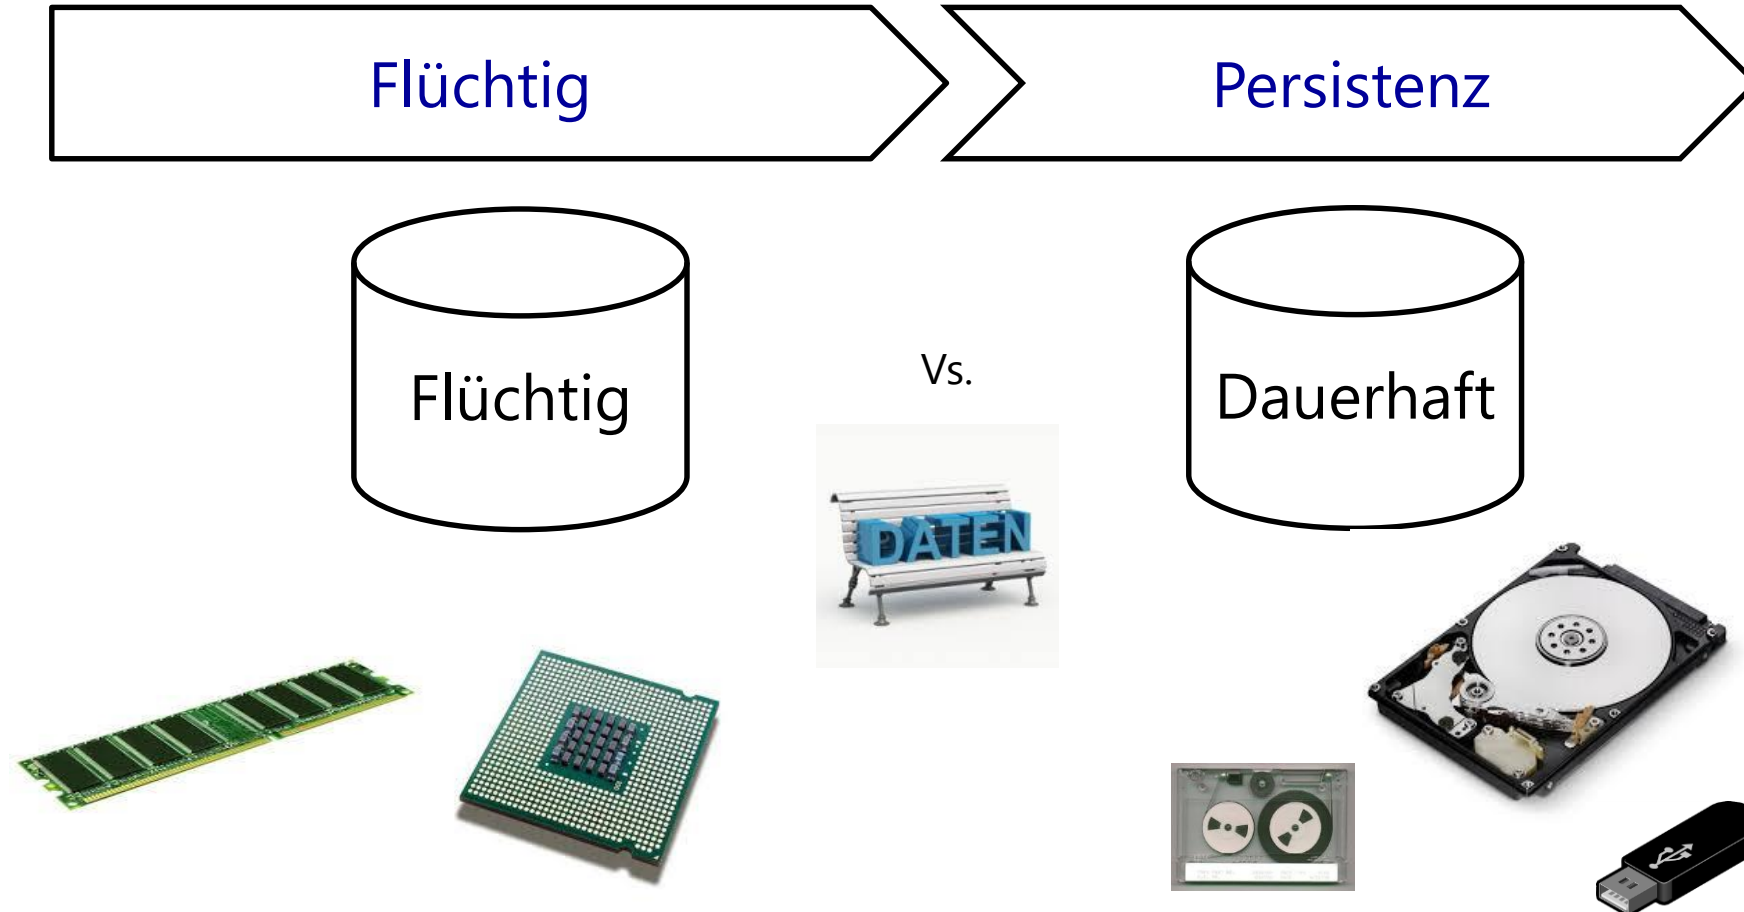 Flüchtig
Persistenz
Flüchtig
Vs.
Dauerhaft
DATEN